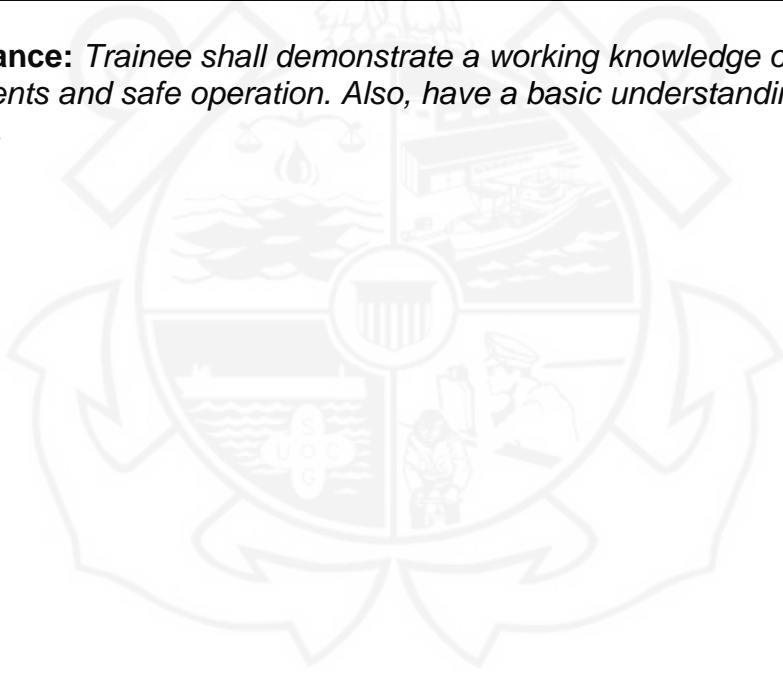 ance: Trainee shall demonstrate a working knowledge o
ents and safe operation. Also, have a basic understandin
.
S
U O C
G